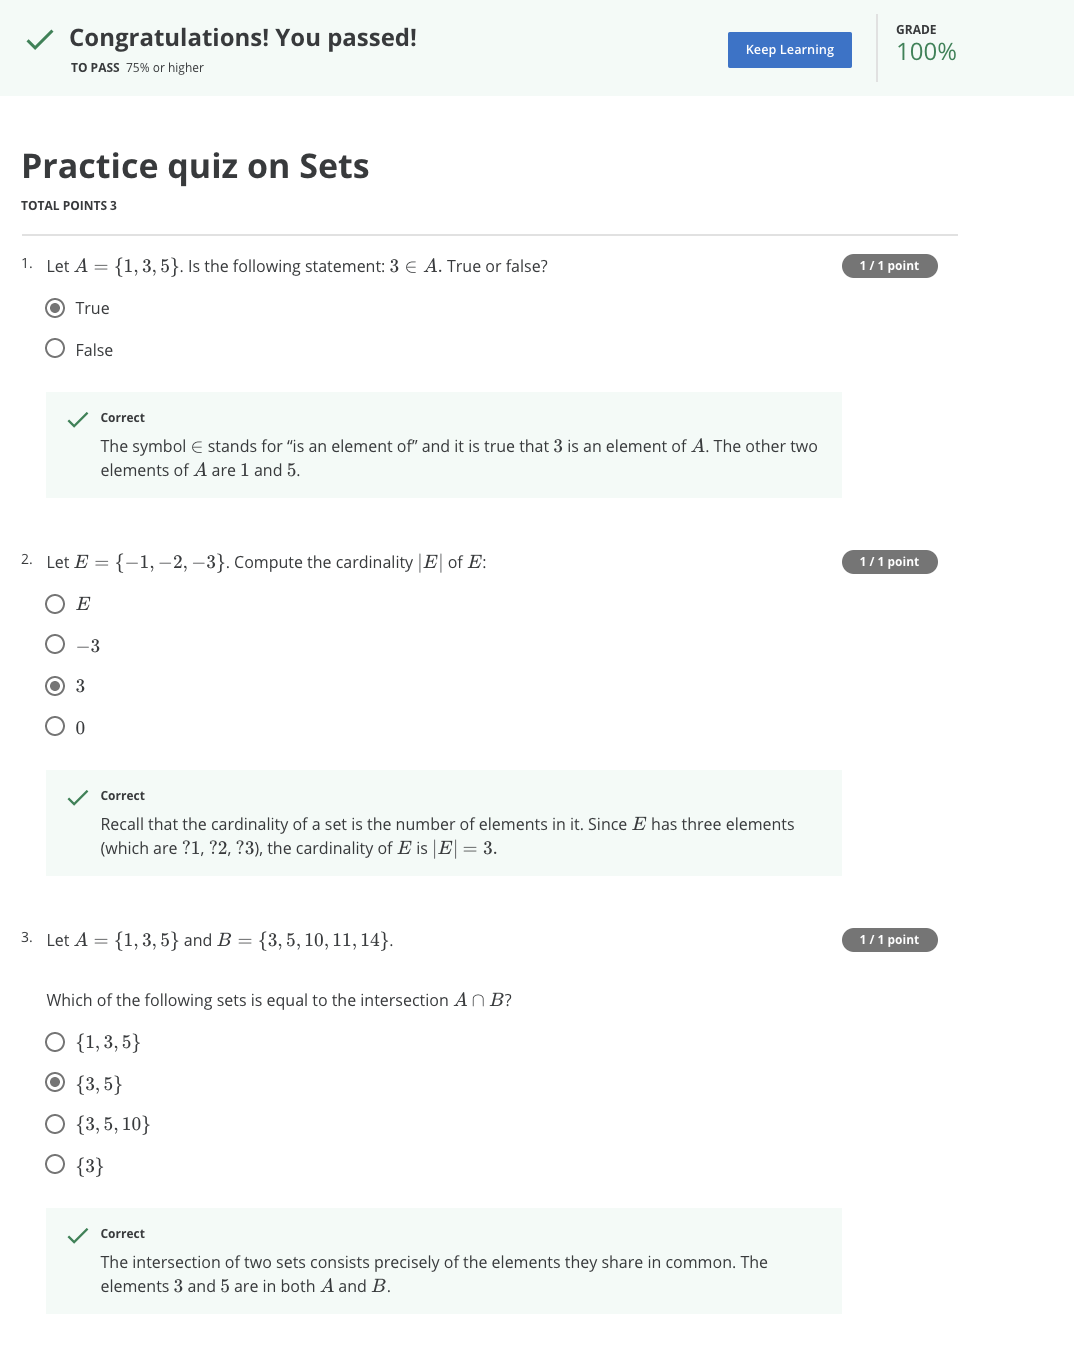 Congratulations! You passed!
TO PASS 75% or higher
Keep Learning
GRADE
100%
Practice quiz on Sets
TOTAL POINTS 3
1. Let A = {1, 3, 5}. Is the following statement: 3 ∈ A. True or false?
1 / 1 point
True
False
Correct
The symbol ∈ stands for “is an element of” and it is true that 3 is an element of A. The other two
elements of A are 1 and 5.
2. Let E = {−1, −2, −3}. Compute the cardinality |E| of E:
1 / 1 point
E
−3
3
0
Correct
Recall that the cardinality of a set is the number of elements in it. Since E has three elements
(which are ?1, ?2, ?3), the cardinality of E is |E| = 3.
3. Let A = {1, 3, 5} and B = {3, 5, 10, 11, 14}.
1 / 1 point
Which of the following sets is equal to the intersection A ∩ B?
{1, 3, 5}
{3, 5}
{3, 5, 10}
{3}
Correct
The intersection of two sets consists precisely of the elements they share in common. The
elements 3 and 5 are in both A and B.